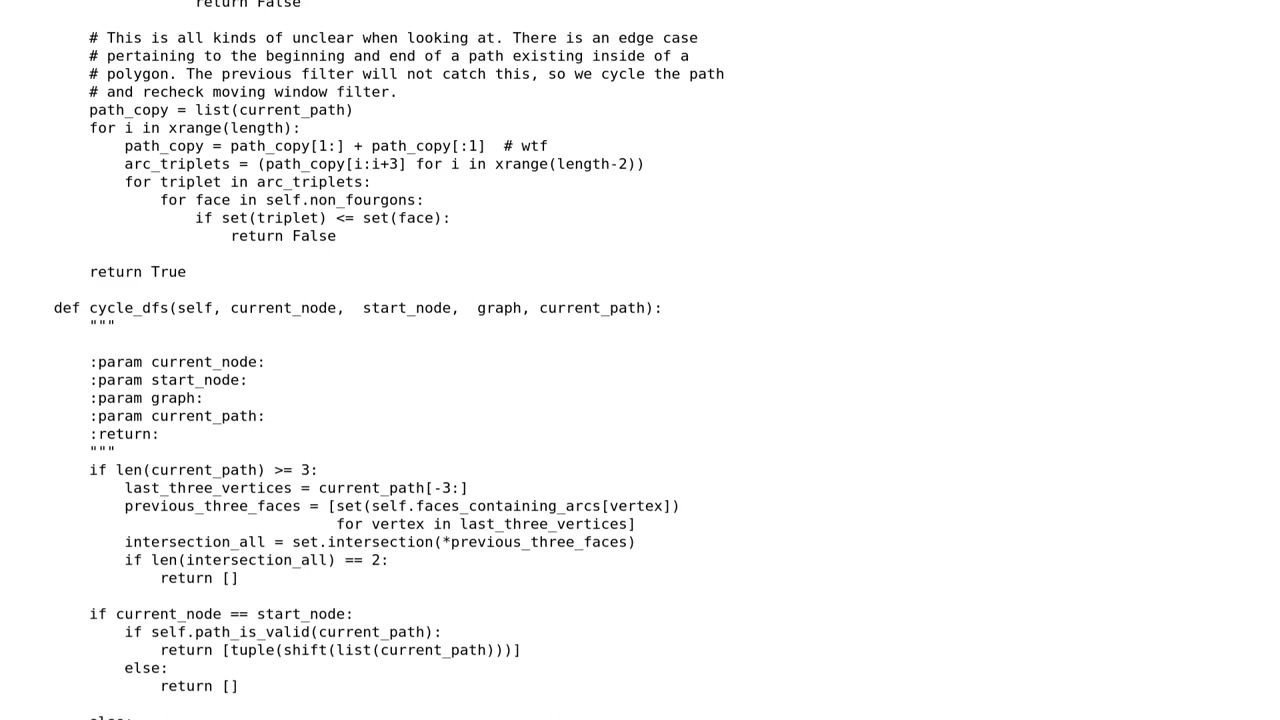 return False
# This is all kinds of unclear when looking at. There is an edge case
# pertaining to the beginning and end of a path existing inside of a
# polygon. The previous filter will not catch this, so we cycle the path
# and recheck moving window filter.
path_copy = list(current_path)
for i in xrange(length):
path_copy = path_copy[1:] + path_copy[:1]  # wtf
arc_triplets = (path_copy[i:i+3] for i in xrange(length-2))
for triplet in arc_triplets:
for face in self.non_fourgons:
if set(triplet) <= set(face):
return False
return True
def cycle_dfs(self, current_node,  start_node,  graph, current_path):
"""
:param current_node:
:param start_node:
:param graph:
:param current_path:
:return:
"""
if len(current_path) >= 3:
last_three_vertices = current_path[-3:]
previous_three_faces = [set(self.faces_containing_arcs[vertex])
for vertex in last_three_vertices]
intersection_all = set.intersection(*previous_three_faces)
if len(intersection_all) == 2:
return []
if current_node == start_node:
if self.path_is_valid(current_path):
return [tuple(shift(list(current_path)))]
else:
return []
else: